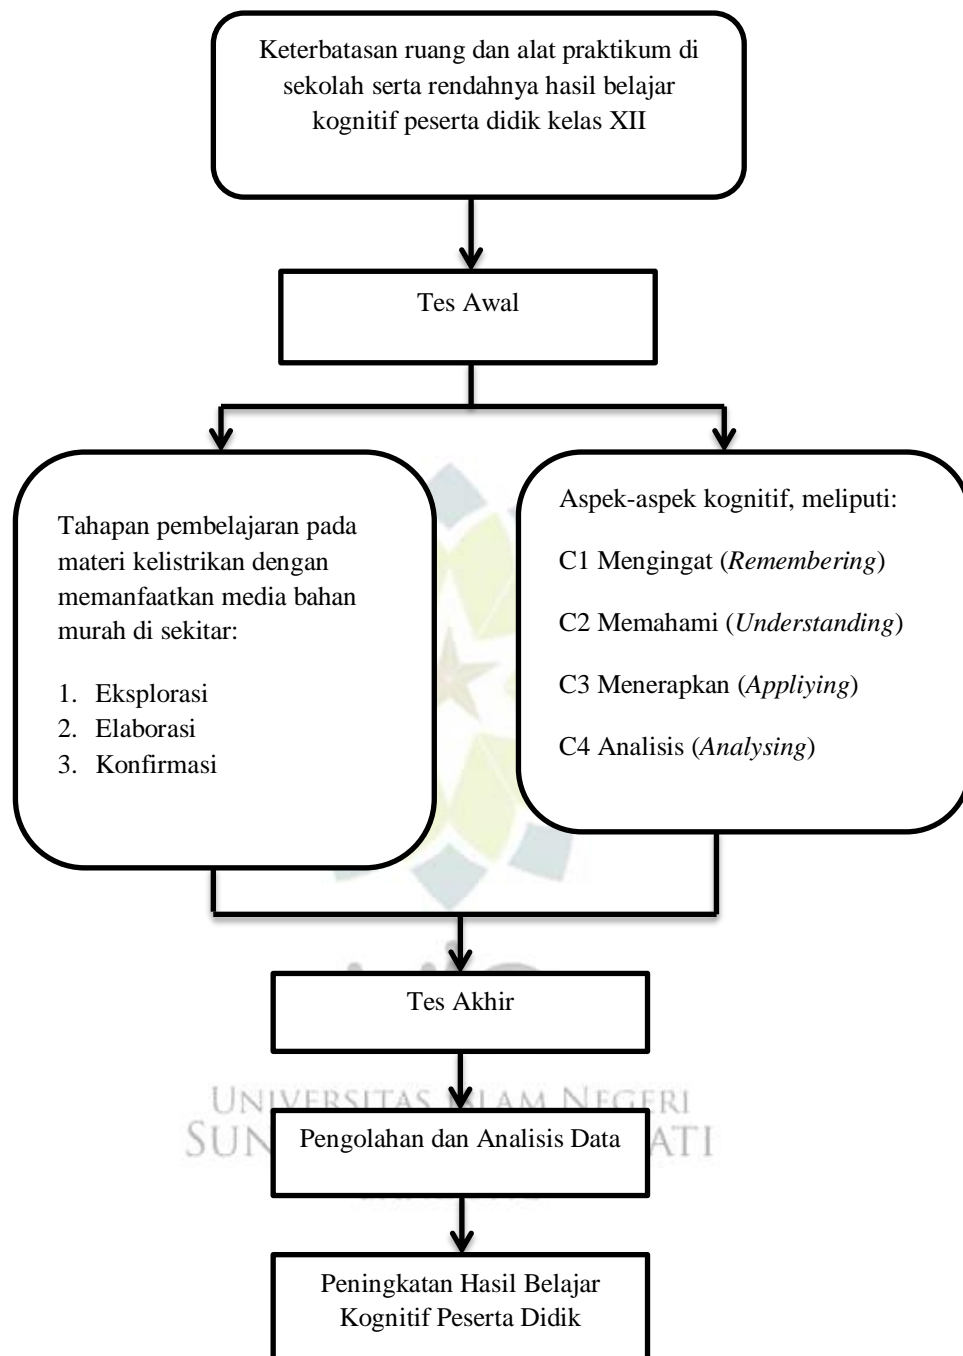 Keterbatasan ruang dan alat praktikum di
sekolah serta rendahnya hasil belajar
kognitif peserta didik kelas XII
Tes Awal
Tahapan pembelajaran pada
materi kelistrikan dengan
memanfaatkan media bahan
murah di sekitar:
1. Eksplorasi
2. Elaborasi
3. Konfirmasi
Aspek-aspek kognitif, meliputi:
C1 Mengingat (Remembering)
C2 Memahami (Understanding)
C3 Menerapkan (Appliying)
C4 Analisis (Analysing)
Tes Akhir
UNIVERSITAS ISLAM NEGERI
Pengolahan dan Analisis Data
Peningkatan Hasil Belajar
Kognitif Peserta Didik